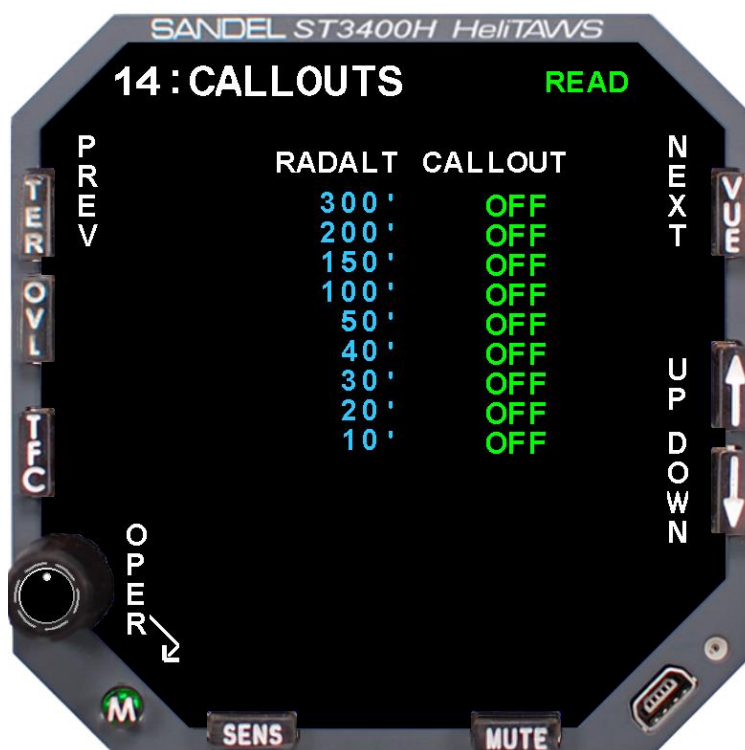 SANDEL ST3400H HeliTAWS
14:CALLOUTS READ
PREV
NEXT
RADALT CALLOUT
300' OFF
200' OFF
150' OFF
100' OFF
50' OFF
40' OFF
30' OFF
20' OFF
10' OFF
TER
VUE
OVL
UP DOWN
TFC
OPER
M
SENS
MUTE